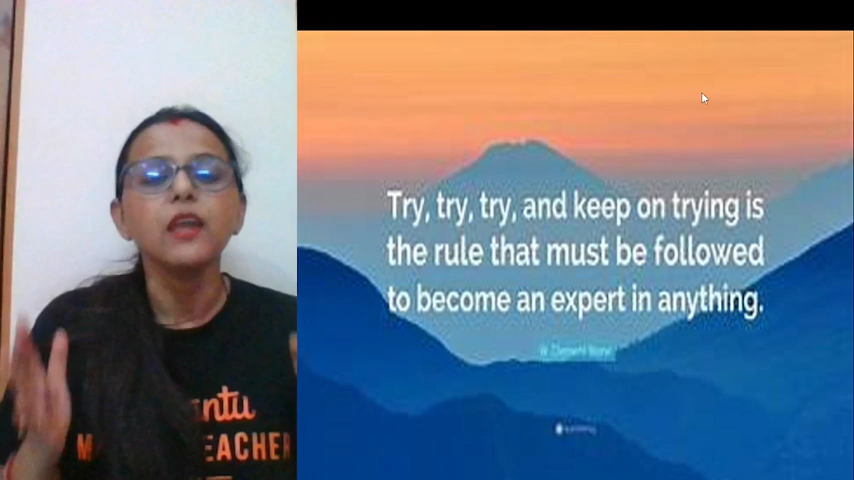 Try, try, try, and keep on trying is
the rule that must be followed
to become an expert in anything.
W. Clement Stone
EACHER